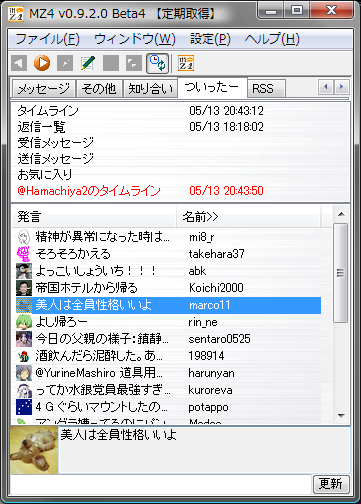 MZ4 v0.9.2.0 Beta4 【定期取得】
ファイル(F) ウィンドウ(W) 設定(P) ヘルプ(H)
メッセージ その他 知り合い ついったー RSS
タイムライン 05/13 20:43:12
返信一覧 05/13 18:18:02
受信メッセージ
送信メッセージ
お気に入り
@Hamachiya2のタイムライン 05/13 20:43:50
発言 名前>>
精神が異常になった時は... mi8_r
そろそろかえる takehara37
よっこいしょういち！！！ abk
帝国ホテルから帰る Koichi2000
美人は全員性格いいよ marco11
よし帰ろー rin_ne
今日の父親の様子：鎮静... sentaro0525
酒飲んだら泥酔した。あ... 198914
@YurineMashiro 道具用... harunyan
ってか水銀党員最強すぎ... kuroreva
４Ｇぐらいマウントしたの... potappo
美人は全員性格いいよ
更新